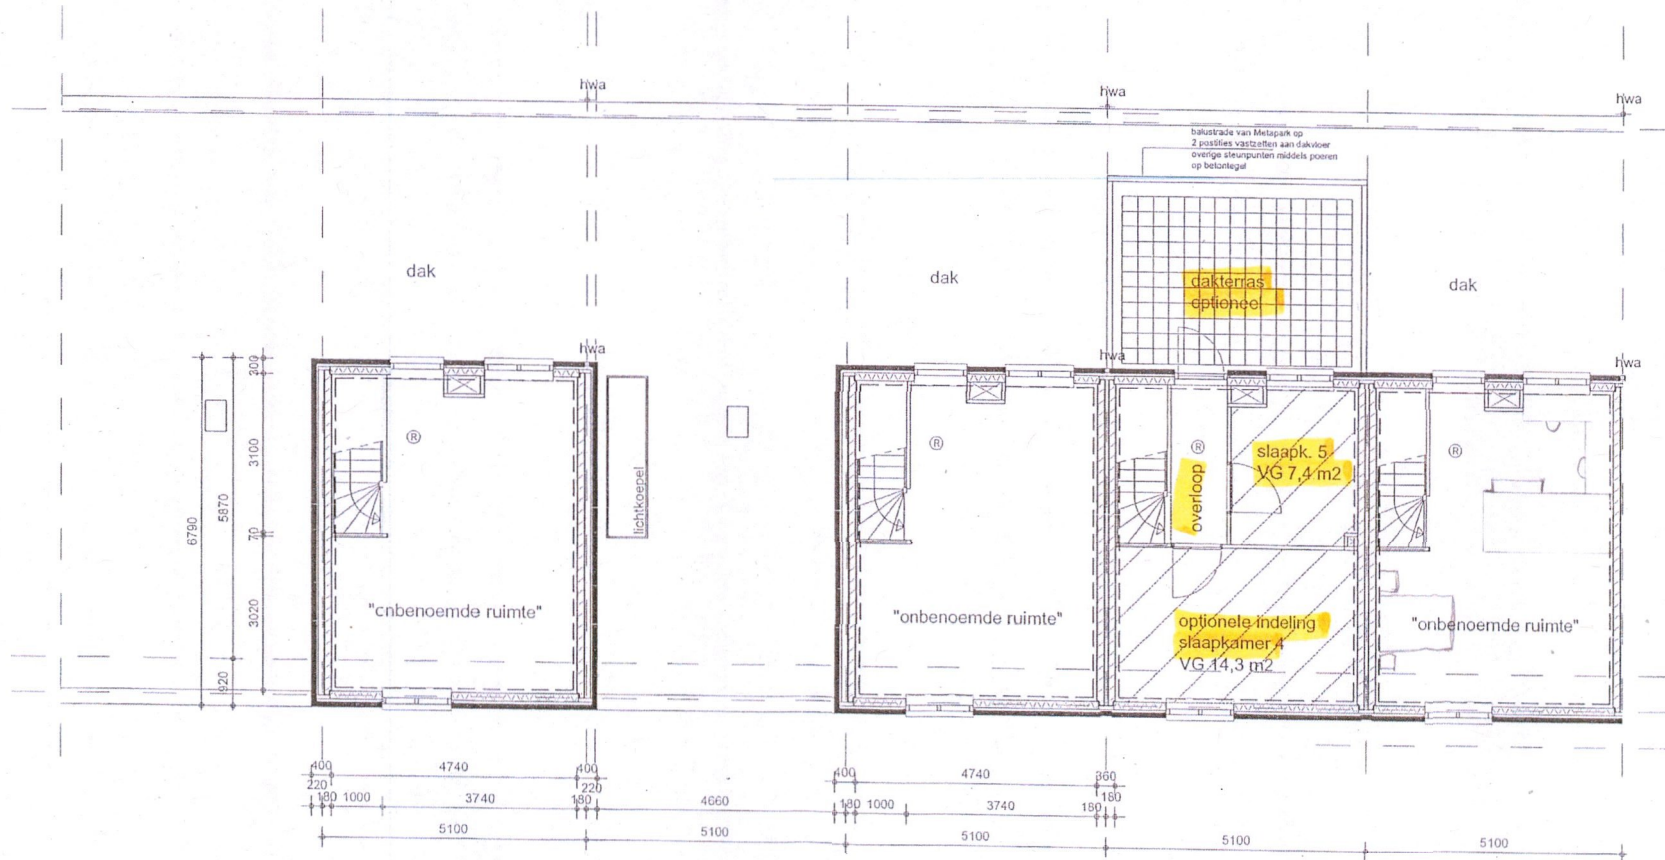 hwa
hwa
hwa
balustrade van Metapark op
2 postities vastzetten aan dakvloer
overige steunpunten middels poeren
op betontegel
dak
dak
dakterras
optioneel
dak
hwa
hwa
hwa
300
3100
70
3020
920
5870
6790
R
R
R
R
lichtkoepel
overloop
slaapk. 5
VG 7,4 m2
"cnbenoemde ruimte"
"onbenoemde ruimte"
optionele indeling
slaapkamer 4
VG 14,3 m2
"onbenoemde ruimte"
400 4740 400
220 220
180 1000 3740 180 4660
400 4740 360
180 1000 3740 180 180
5100 5100 5100 5100 5100